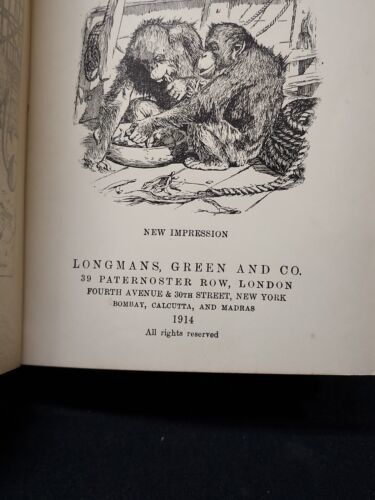 NEW IMPRESSION
LONGMANS, GREEN AND CO.
39 PATERNOSTER ROW, LONDON
FOURTH AVENUE & 30TH STREET, NEW YORK
BOMBAY, CALCUTTA, AND MADRAS
1914
All rights reserved